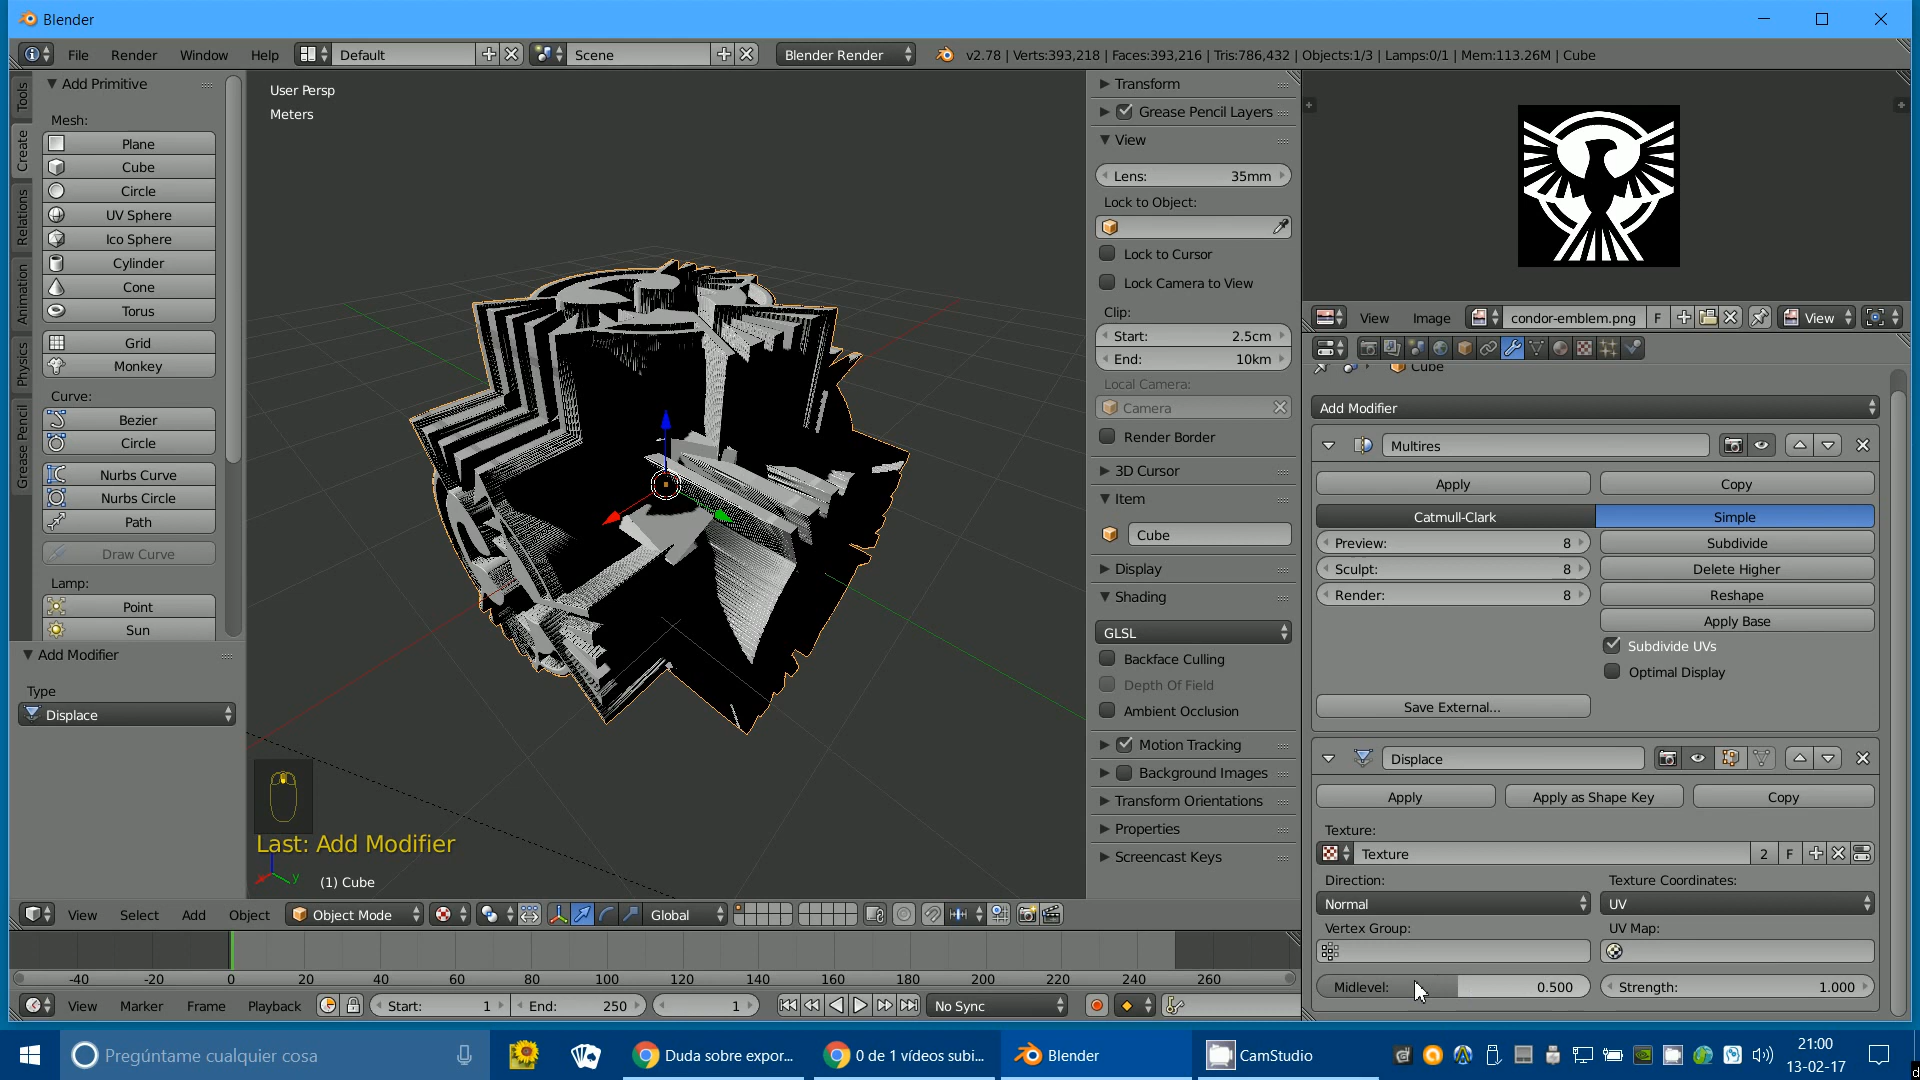 Blender
File Render Window Help Default Scene Blender Render v2.78 | Verts:393,218 | Faces:393,216 | Tris:786,432 | Objects:1/3 | Lamps:0/1 | Mem:113.26M | Cube
Tools
Create
Relations
Animation
Physics
Grease Pencil
Add Primitive
Mesh:
Plane
Cube
Circle
UV Sphere
Ico Sphere
Cylinder
Cone
Torus
Grid
Monkey
Curve:
Bezier
Circle
Nurbs Curve
Nurbs Circle
Path
Draw Curve
Lamp:
Point
Sun
Add Modifier
Type
Displace
User Persp
Meters
Last: Add Modifier
y
(1) Cube
View Select Add Object Object Mode Global
Transform
Grease Pencil Layers
View
Lens: 35mm
Lock to Object:
Lock to Cursor
Lock Camera to View
Clip:
Start: 2.5cm
End: 10km
Local Camera:
Camera
Render Border
3D Cursor
Item
Cube
Display
Shading
GLSL
Backface Culling
Depth Of Field
Ambient Occlusion
Motion Tracking
Background Images
Transform Orientations
Properties
Screencast Keys
View Image condor-emblem.png F View
Cube
Add Modifier
Multires
Apply Copy
Catmull-Clark Simple
Preview: 8 Subdivide
Sculpt: 8 Delete Higher
Render: 8 Reshape
Apply Base
Subdivide UVs
Optimal Display
Save External...
Displace
Apply Apply as Shape Key Copy
Texture:
Texture 2 F
Direction: Texture Coordinates:
Normal UV
Vertex Group: UV Map:
Midlevel: 0.500 Strength: 1.000
-40 -20 0 20 40 60 80 100 120 140 160 180 200 220 240 260
View Marker Frame Playback Start: 1 End: 250 1 No Sync
Pregúntame cualquier cosa Duda sobre expor... 0 de 1 vídeos subi... Blender CamStudio
21:00
13-02-17